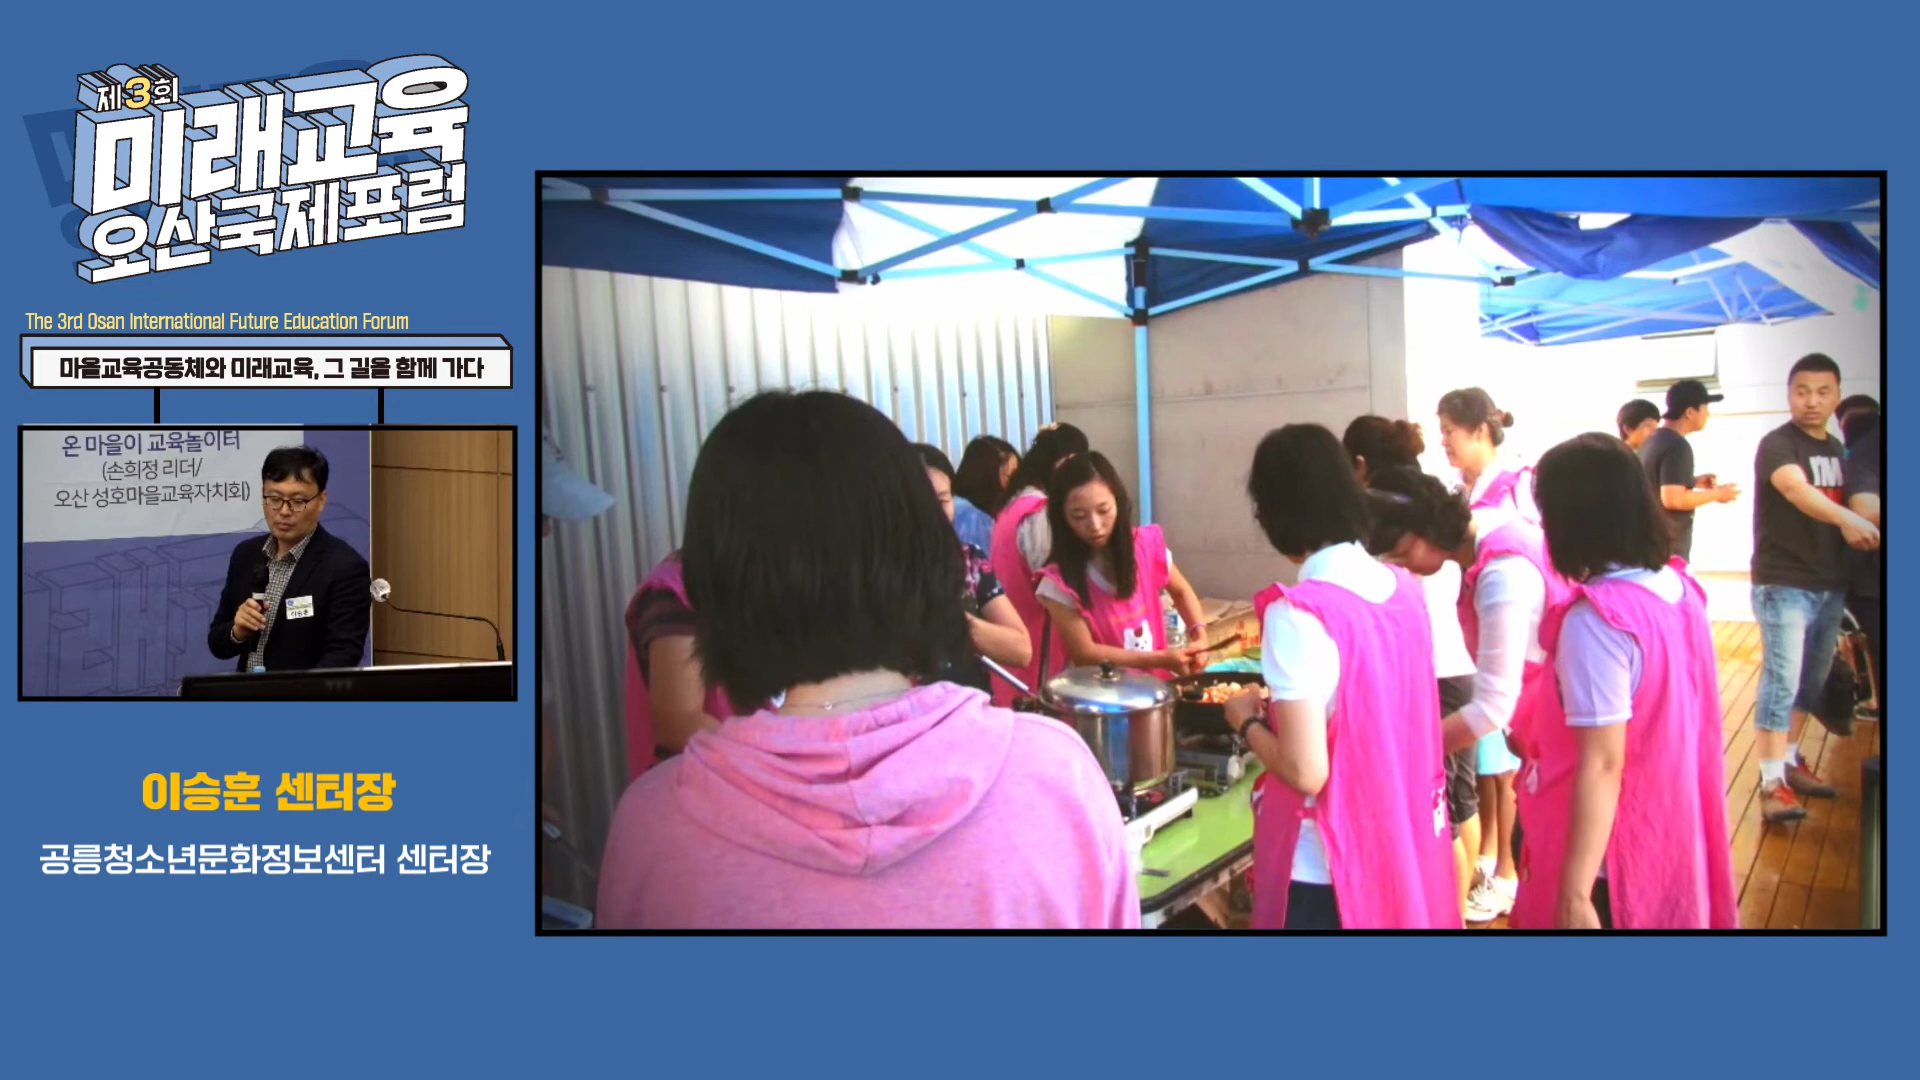 제3회
미래교육
오산국제포럼
The 3rd Osan International Future Education Forum
마을교육공동체와 미래교육, 그 길을 함께 가다
온 마을이 교육놀이터
(손희정 리더/
오산 성호마을교육자치회)
이승훈
이승훈 센터장
공릉청소년문화정보센터 센터장